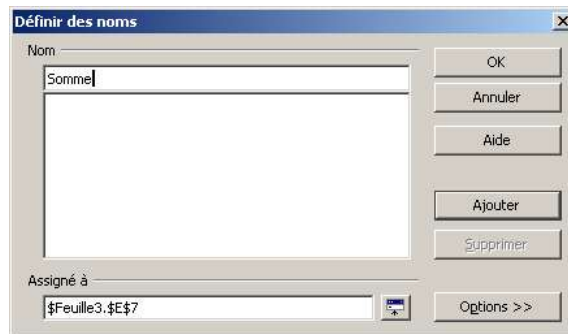 Définir des noms
Nom
Somme
OK
Annuler
Aide
Ajouter
Supprimer
Assigné à
$Feuille3.$E$7
Options >>